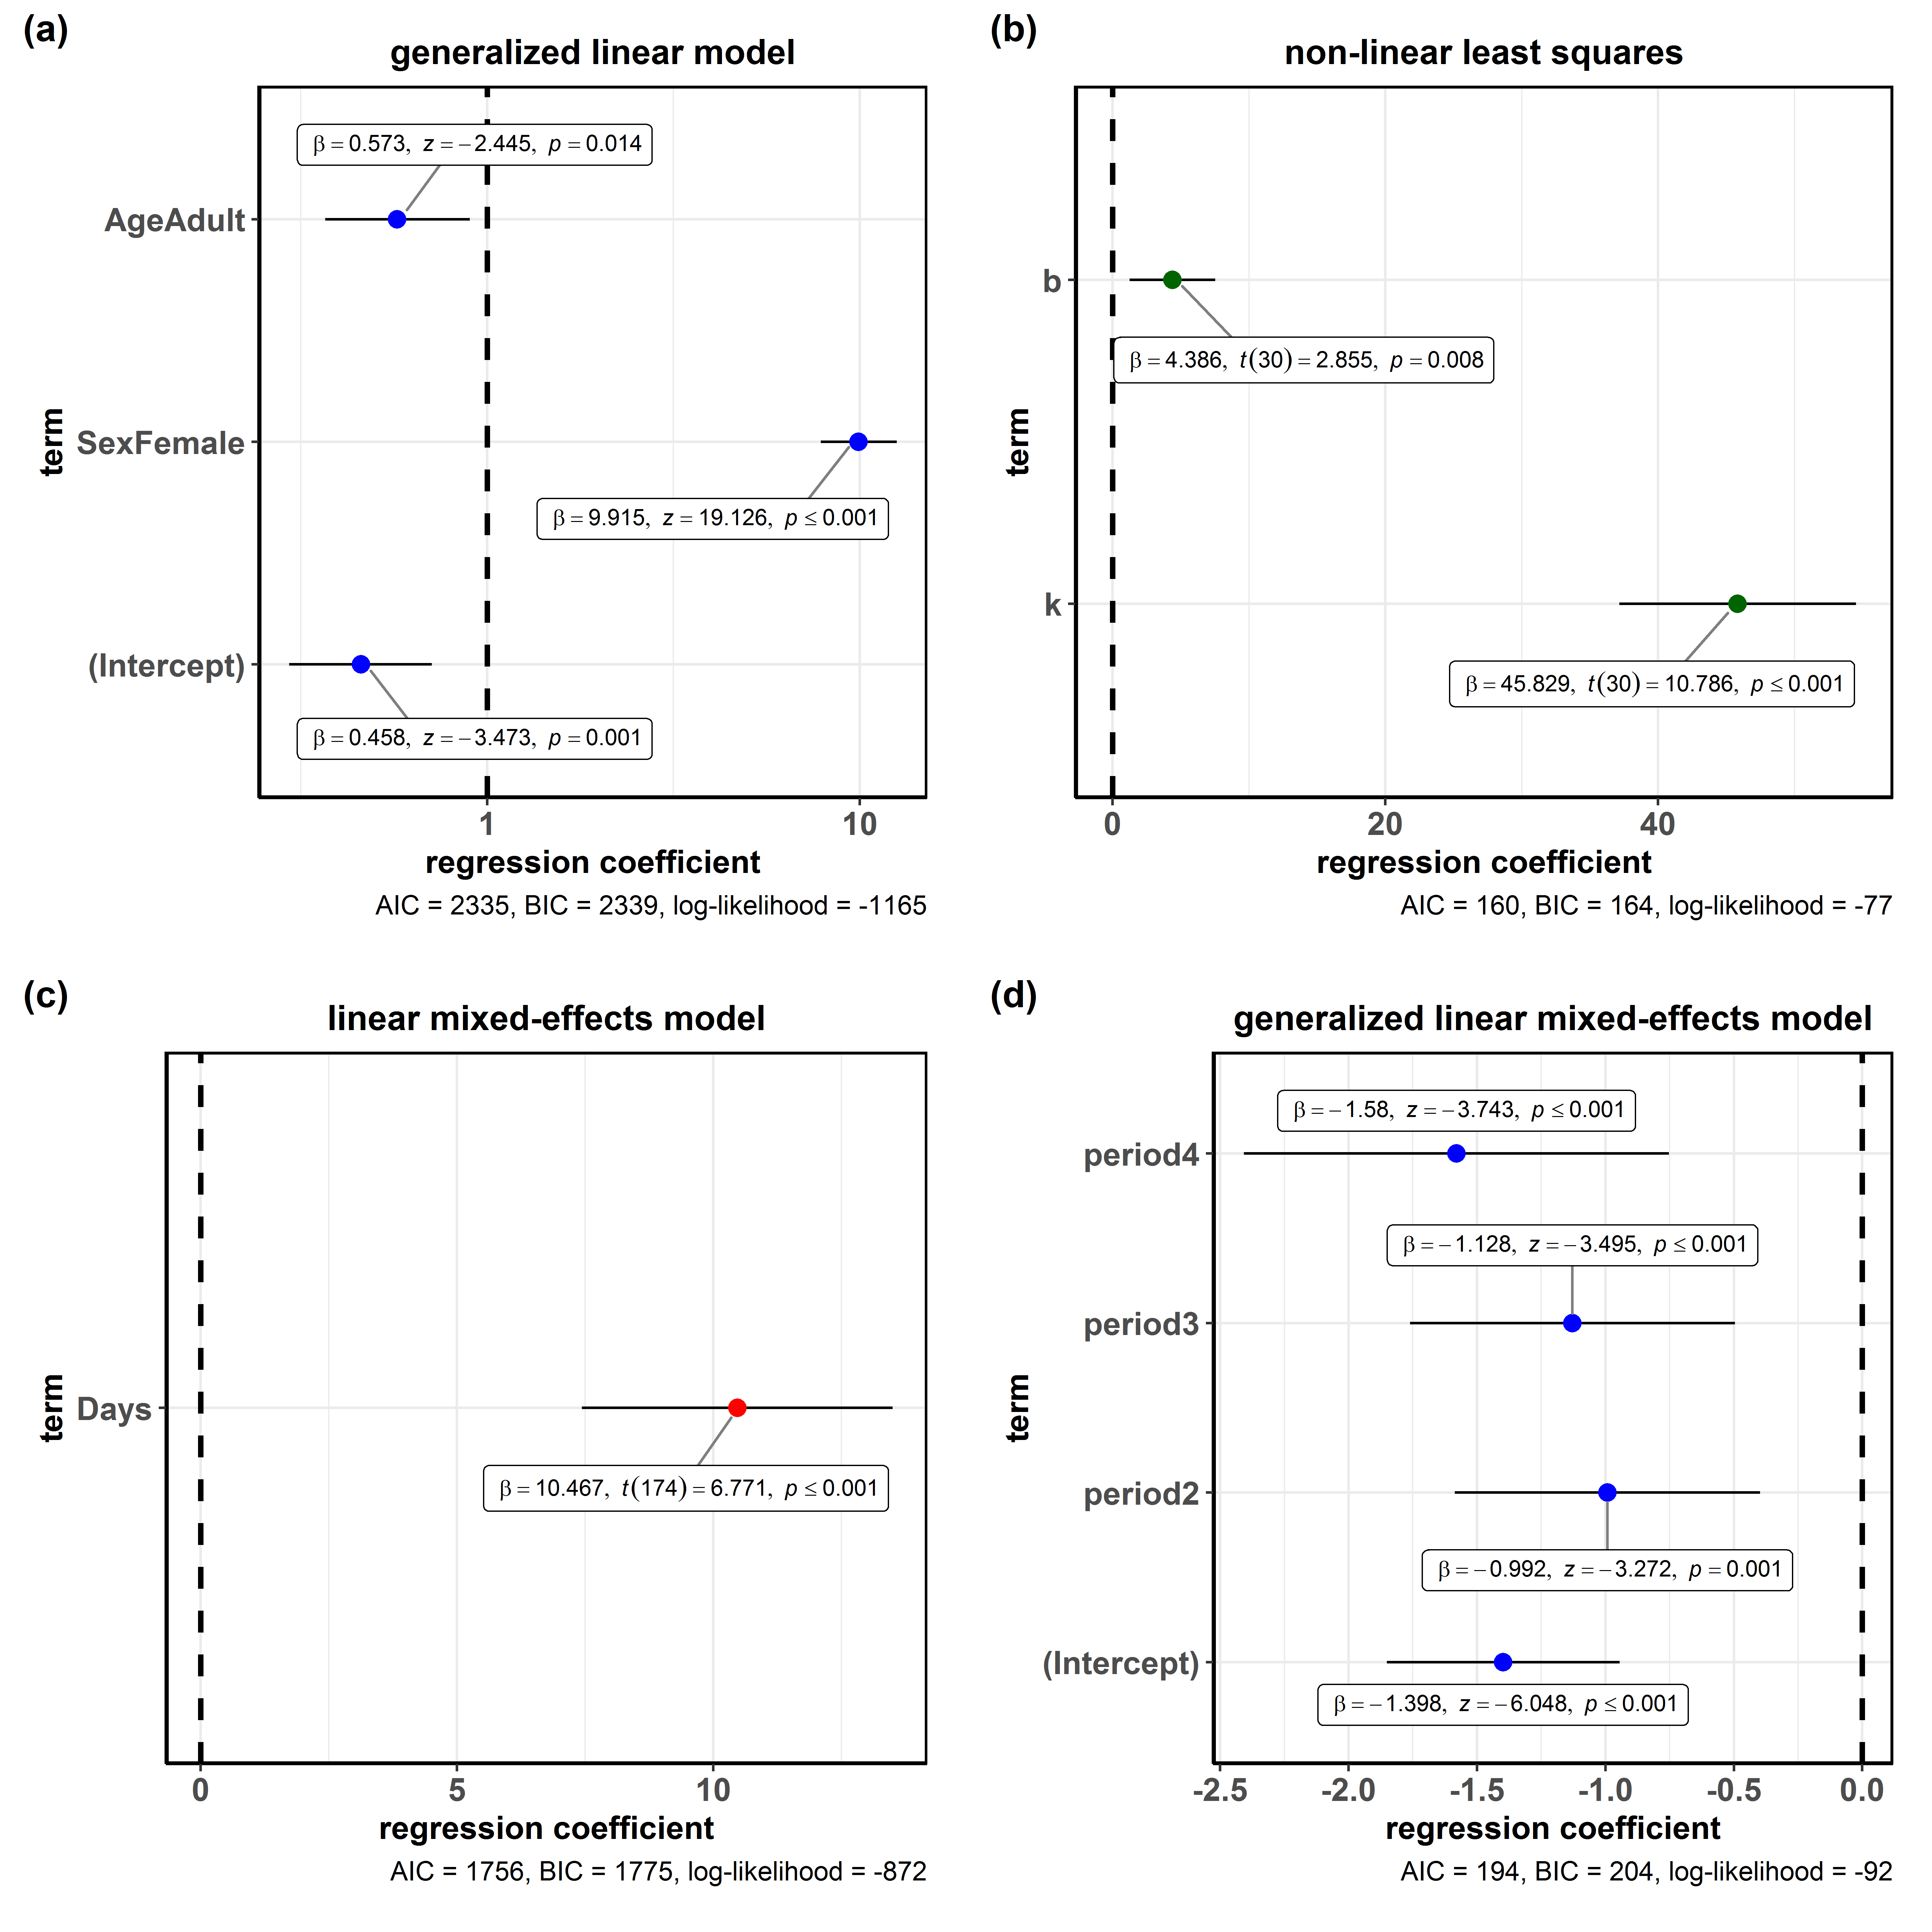 (a)
generalized linear model
β = 0.573, z = −2.445, p = 0.014
AgeAdult
SexFemale
β = 9.915, z = 19.126, p ≤ 0.001
(Intercept)
β = 0.458, z = −3.473, p = 0.001
term
1 10
regression coefficient
AIC = 2335, BIC = 2339, log-likelihood = -1165
(b)
non-linear least squares
b
β = 4.386, t(30) = 2.855, p = 0.008
k
β = 45.829, t(30) = 10.786, p ≤ 0.001
term
0 20 40
regression coefficient
AIC = 160, BIC = 164, log-likelihood = -77
(c)
linear mixed-effects model
Days
β = 10.467, t(174) = 6.771, p ≤ 0.001
term
0 5 10
regression coefficient
AIC = 1756, BIC = 1775, log-likelihood = -872
(d)
generalized linear mixed-effects model
β = −1.58, z = −3.743, p ≤ 0.001
period4
β = −1.128, z = −3.495, p ≤ 0.001
period3
period2
β = −0.992, z = −3.272, p = 0.001
(Intercept)
β = −1.398, z = −6.048, p ≤ 0.001
term
-2.5 -2.0 -1.5 -1.0 -0.5 0.0
regression coefficient
AIC = 194, BIC = 204, log-likelihood = -92